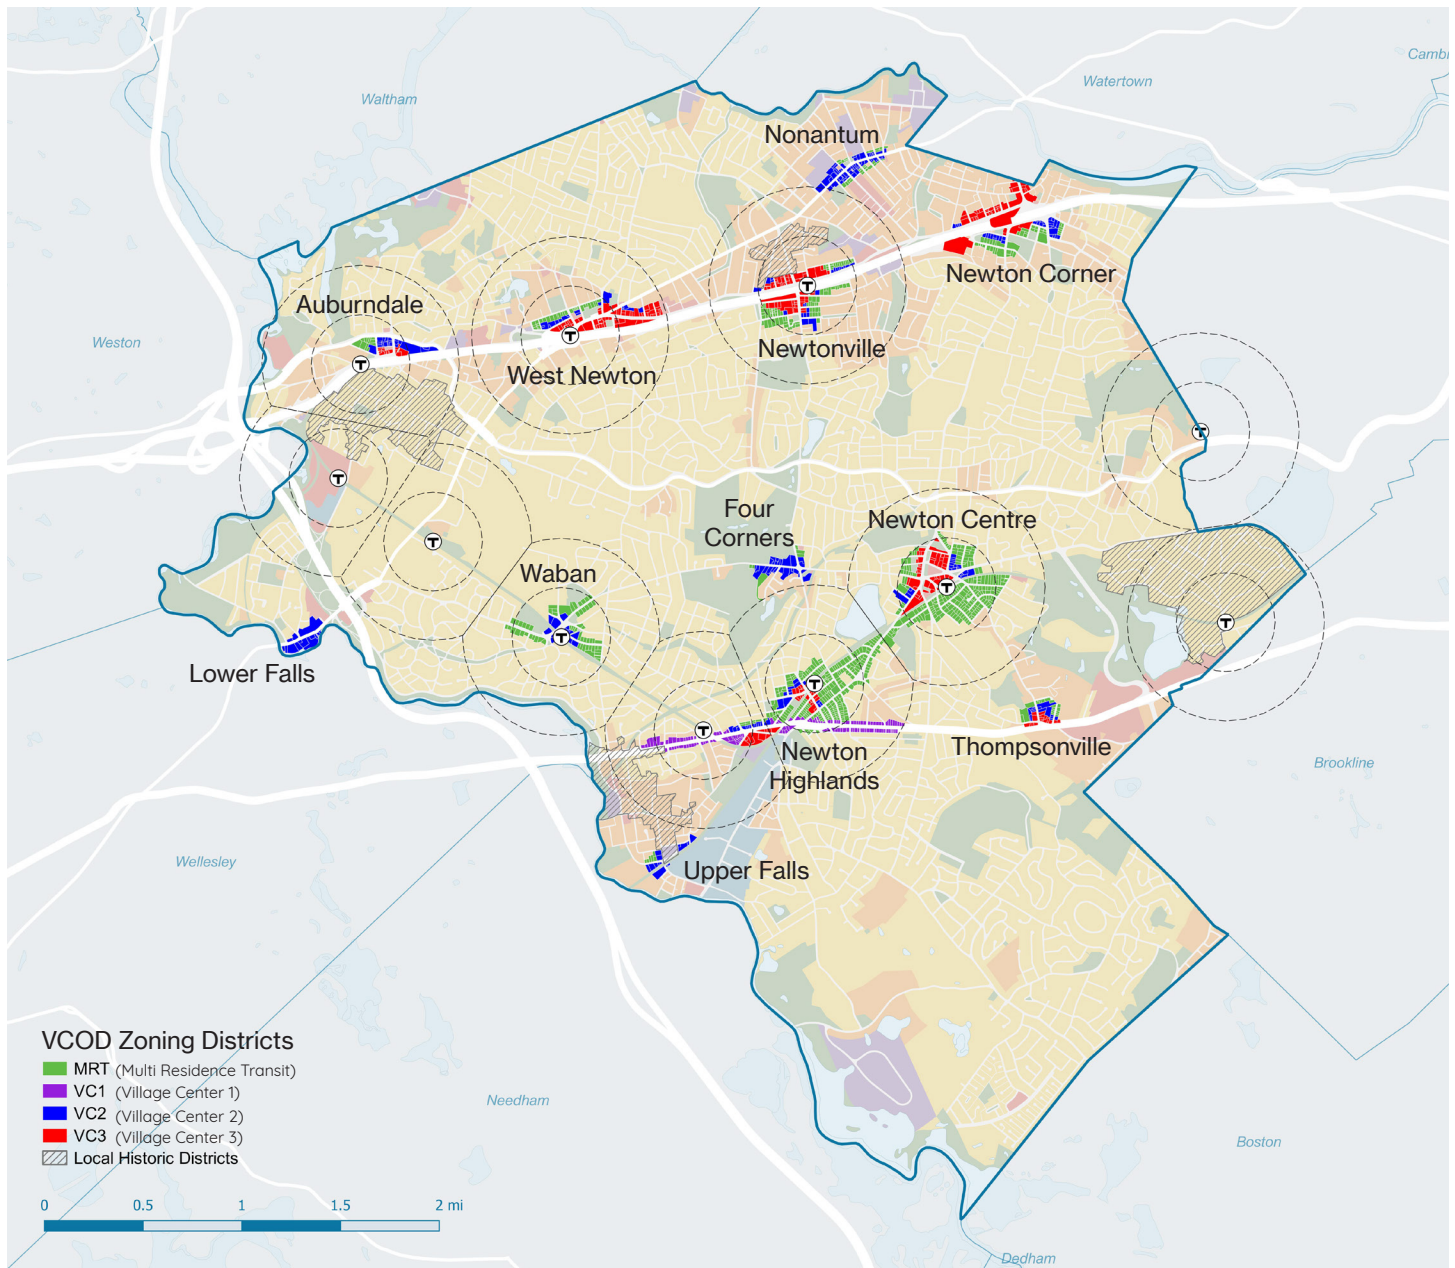 Cambri
Watertown
Waltham
Nonantum
Newton Corner
Auburndale
Weston
Newtonville
West Newton
Four
Corners
Newton Centre
Waban
Lower Falls
Newton
Highlands
Thompsonville
Brookline
Wellesley
Upper Falls
VCOD Zoning Districts
MRT (Multi Residence Transit)
VC1 (Village Center 1)
VC2 (Village Center 2)
VC3 (Village Center 3)
Local Historic Districts
Needham
Boston
0 0.5 1 1.5 2 mi
Dedham
T
T
T
T
T
T
T
T
T
T
T